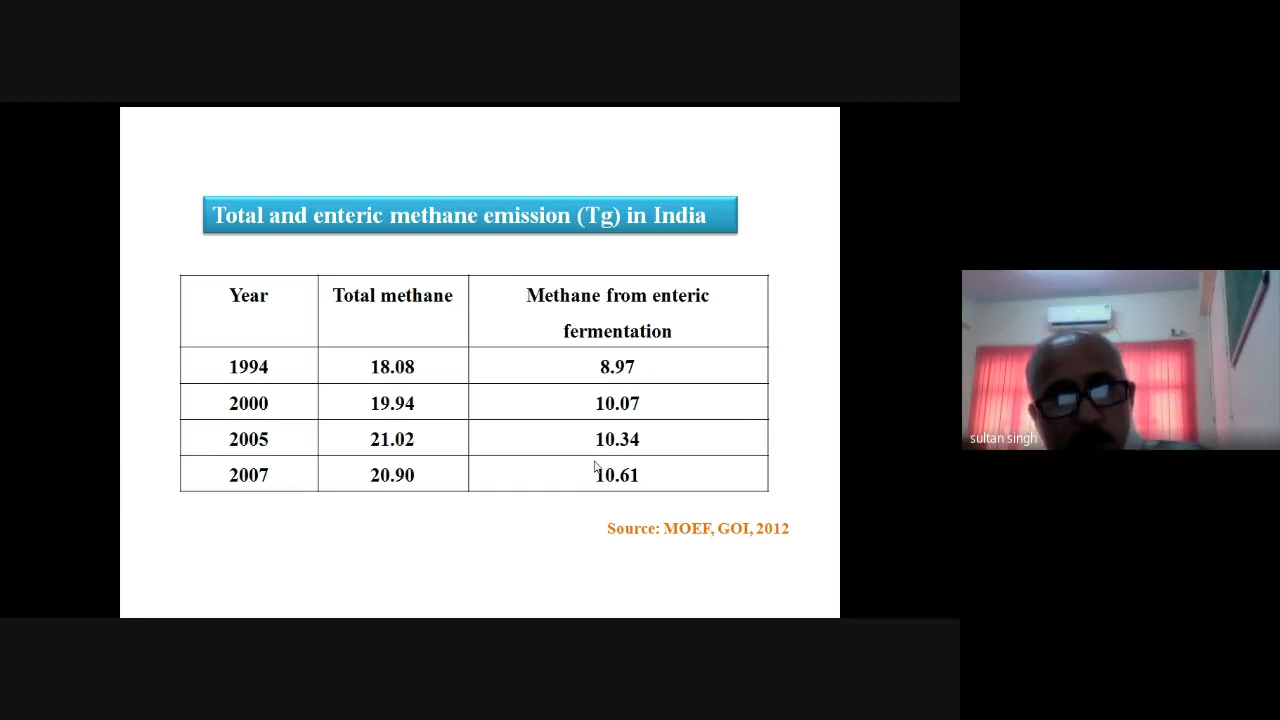 Total and enteric methane emission (Tg) in India
Year Total methane Methane from enteric
fermentation
1994 18.08 8.97
2000 19.94 10.07
2005 21.02 10.34
2007 20.90 10.61
Source: MOEF, GOI, 2012
sultan singh